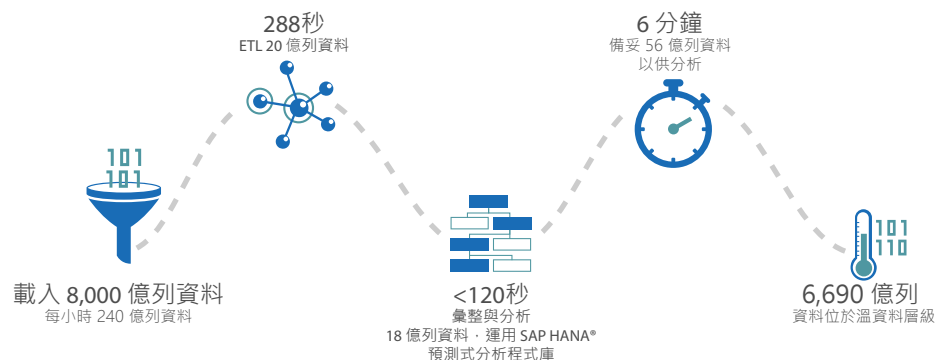 288秒
ETL 20 億列資料
6 分鐘
備妥 56 億列資料
以供分析
101
101
載入 8,000 億列資料
每小時 240 億列資料
<120秒
彙整與分析
18 億列資料，運用 SAP HANA®
預測式分析程式庫
101
110
6,690 億列
資料位於溫資料層級